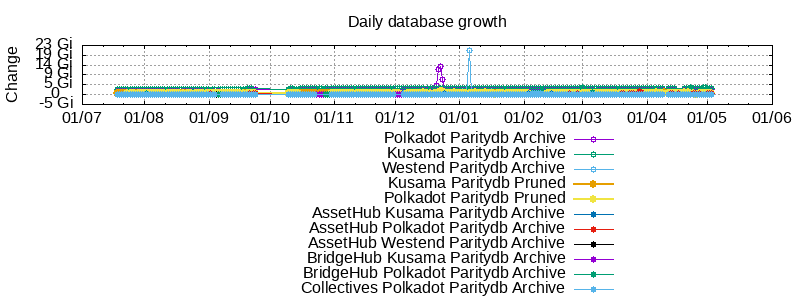 Daily database growth
Change
23 Gi
19 Gi
14 Gi
9 Gi
5 Gi
0
-5 Gi
01/07 01/08 01/09 01/10 01/11 01/12 01/01 01/02 01/03 01/04 01/05 01/06
Polkadot Paritydb Archive
Kusama Paritydb Archive
Westend Paritydb Archive
Kusama Paritydb Pruned
Polkadot Paritydb Pruned
AssetHub Kusama Paritydb Archive
AssetHub Polkadot Paritydb Archive
AssetHub Westend Paritydb Archive
BridgeHub Kusama Paritydb Archive
BridgeHub Polkadot Paritydb Archive
Collectives Polkadot Paritydb Archive